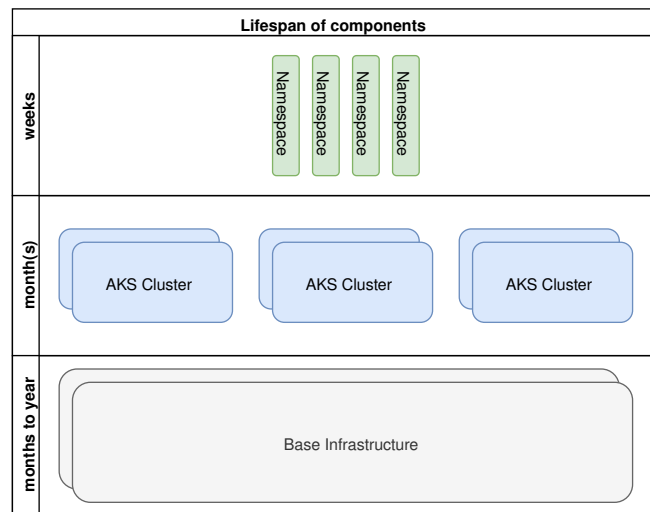 Lifespan of components
weeks
Namespace
Namespace
Namespace
Namespace
month(s)
AKS Cluster
AKS Cluster
AKS Cluster
months to year
Base Infrastructure